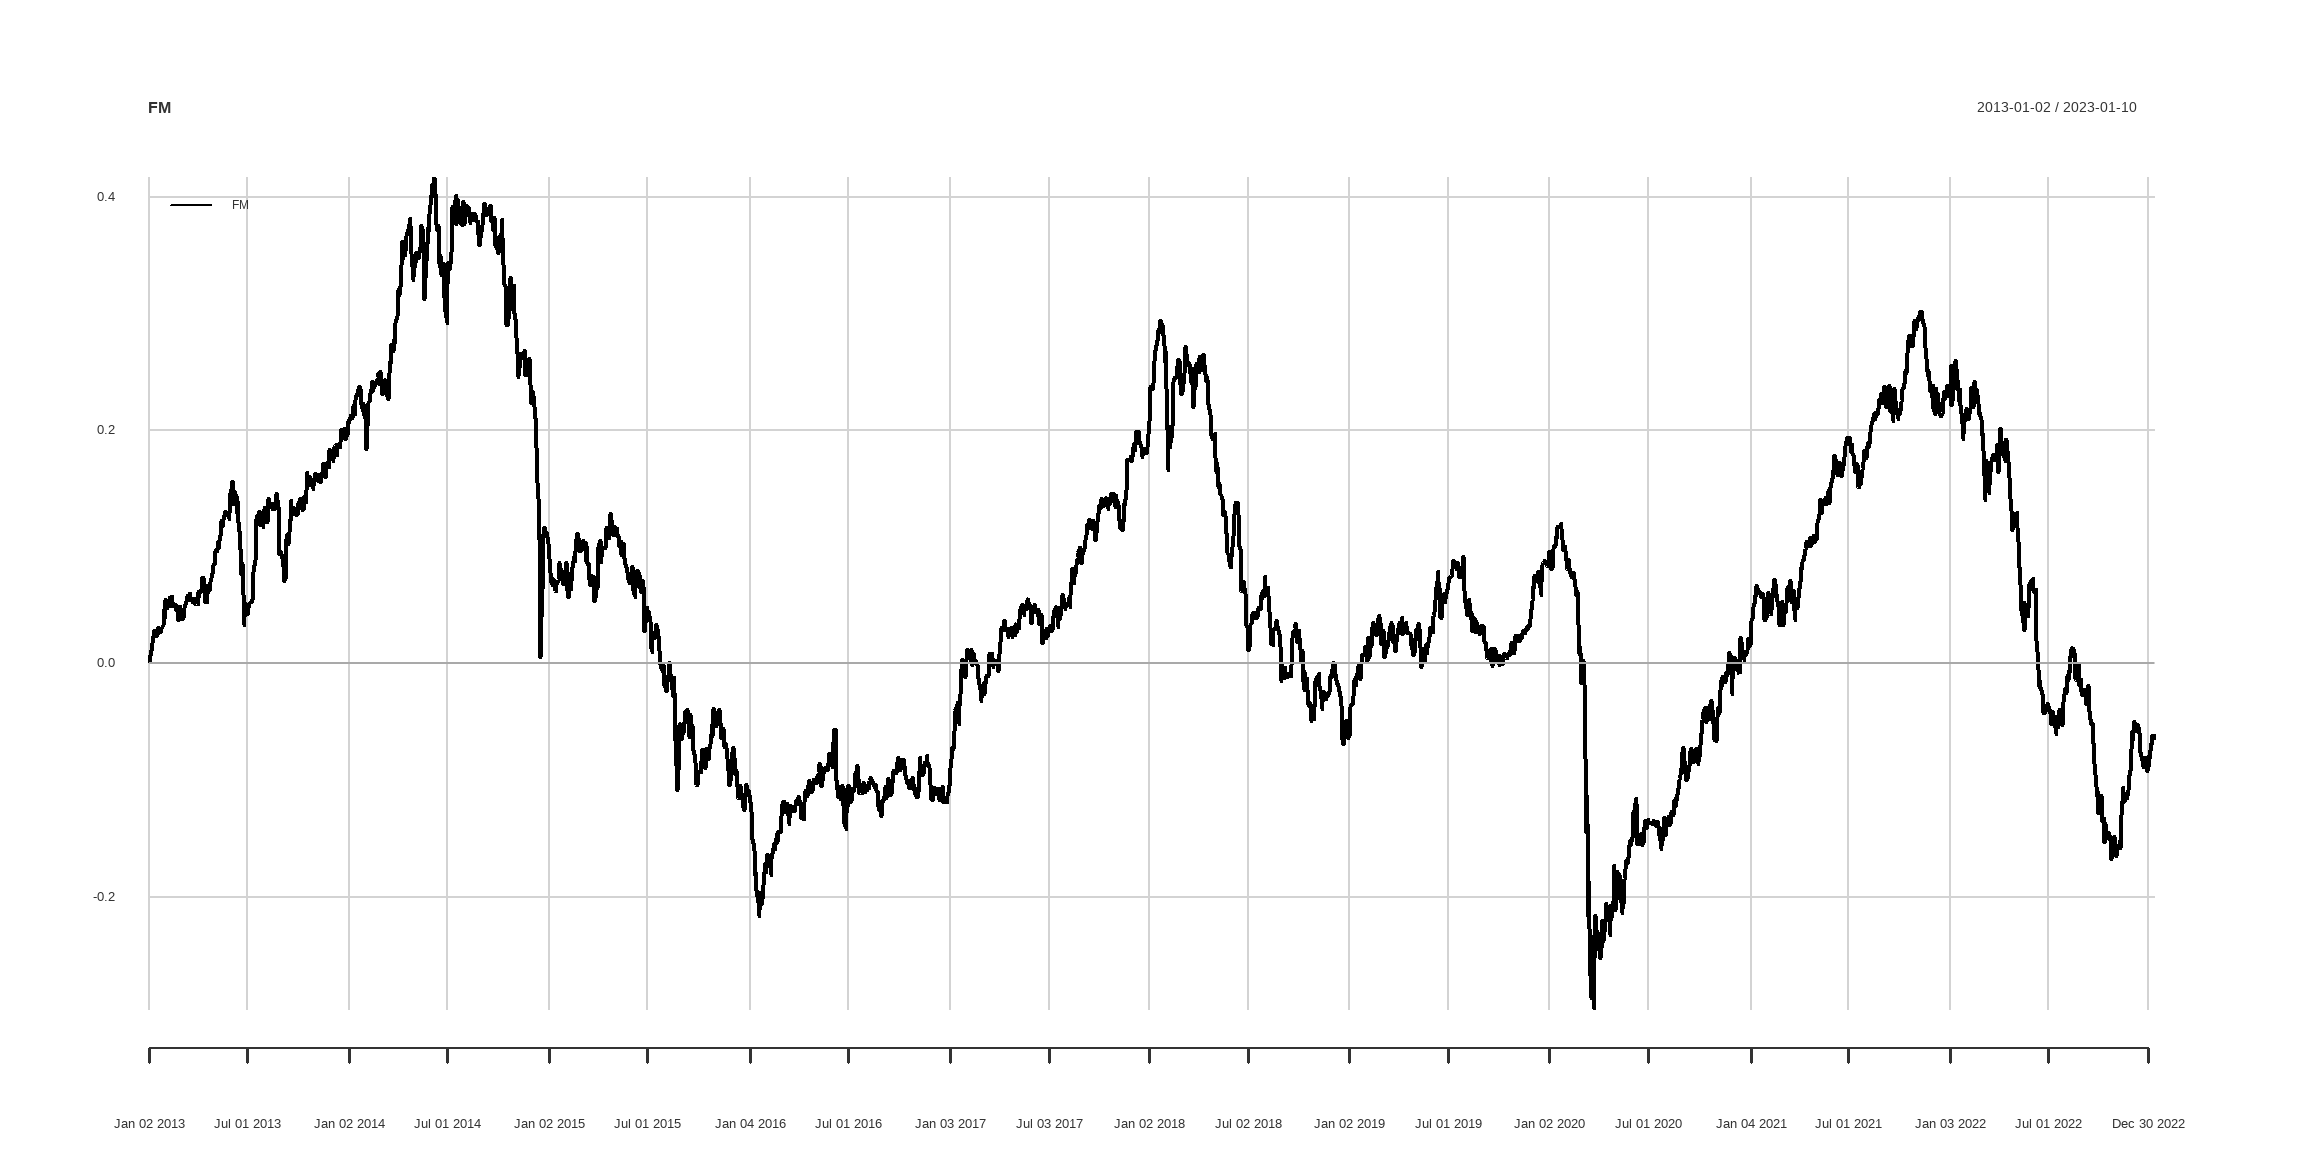 FM
2013-01-02 / 2023-01-10
FM
0.4
0.2
0.0
-0.2
Jan 02 2013
Jul 01 2013
Jan 02 2014
Jul 01 2014
Jan 02 2015
Jul 01 2015
Jan 04 2016
Jul 01 2016
Jan 03 2017
Jul 03 2017
Jan 02 2018
Jul 02 2018
Jan 02 2019
Jul 01 2019
Jan 02 2020
Jul 01 2020
Jan 04 2021
Jul 01 2021
Jan 03 2022
Jul 01 2022
Dec 30 2022